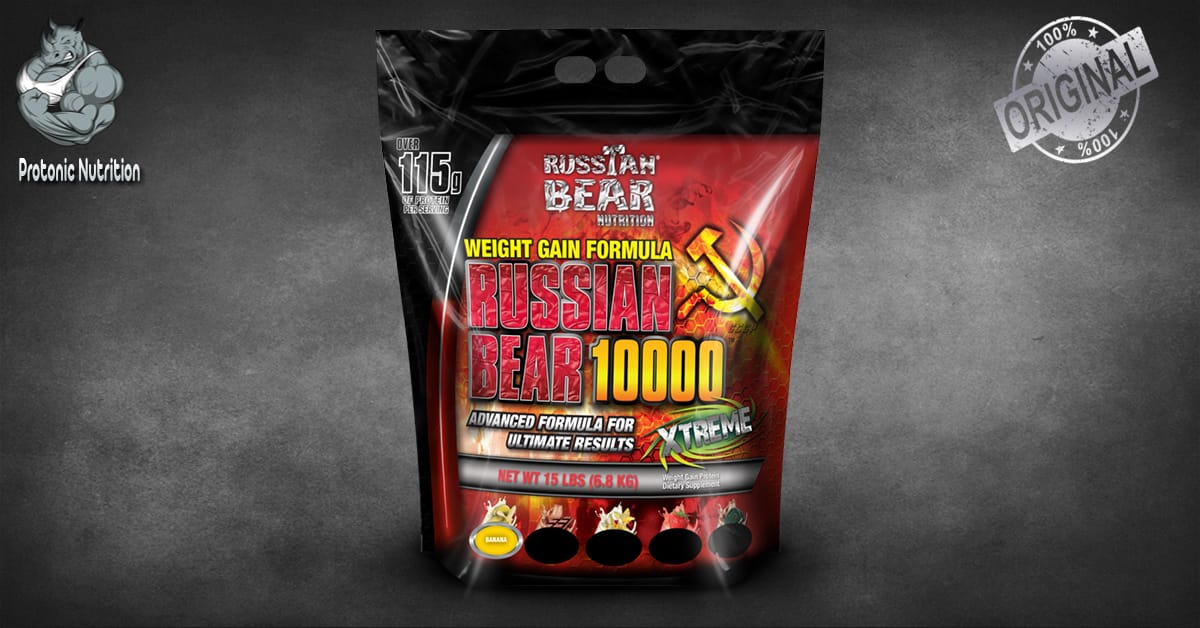 Protonic Nutrition
100%
ORIGINAL
100%
OVER
115g
OF PROTEIN
PER SERVING
RUSSIAN®
BEAR
NUTRITION
WEIGHT GAIN FORMULA
RUSSIAN
BEAR 10000
CCCP
XTREME
ADVANCED FORMULA FOR
ULTIMATE RESULTS
NET WT 15 LBS (6.8 KG)
Weight Gain Protein
Dietary Supplement
BANANA